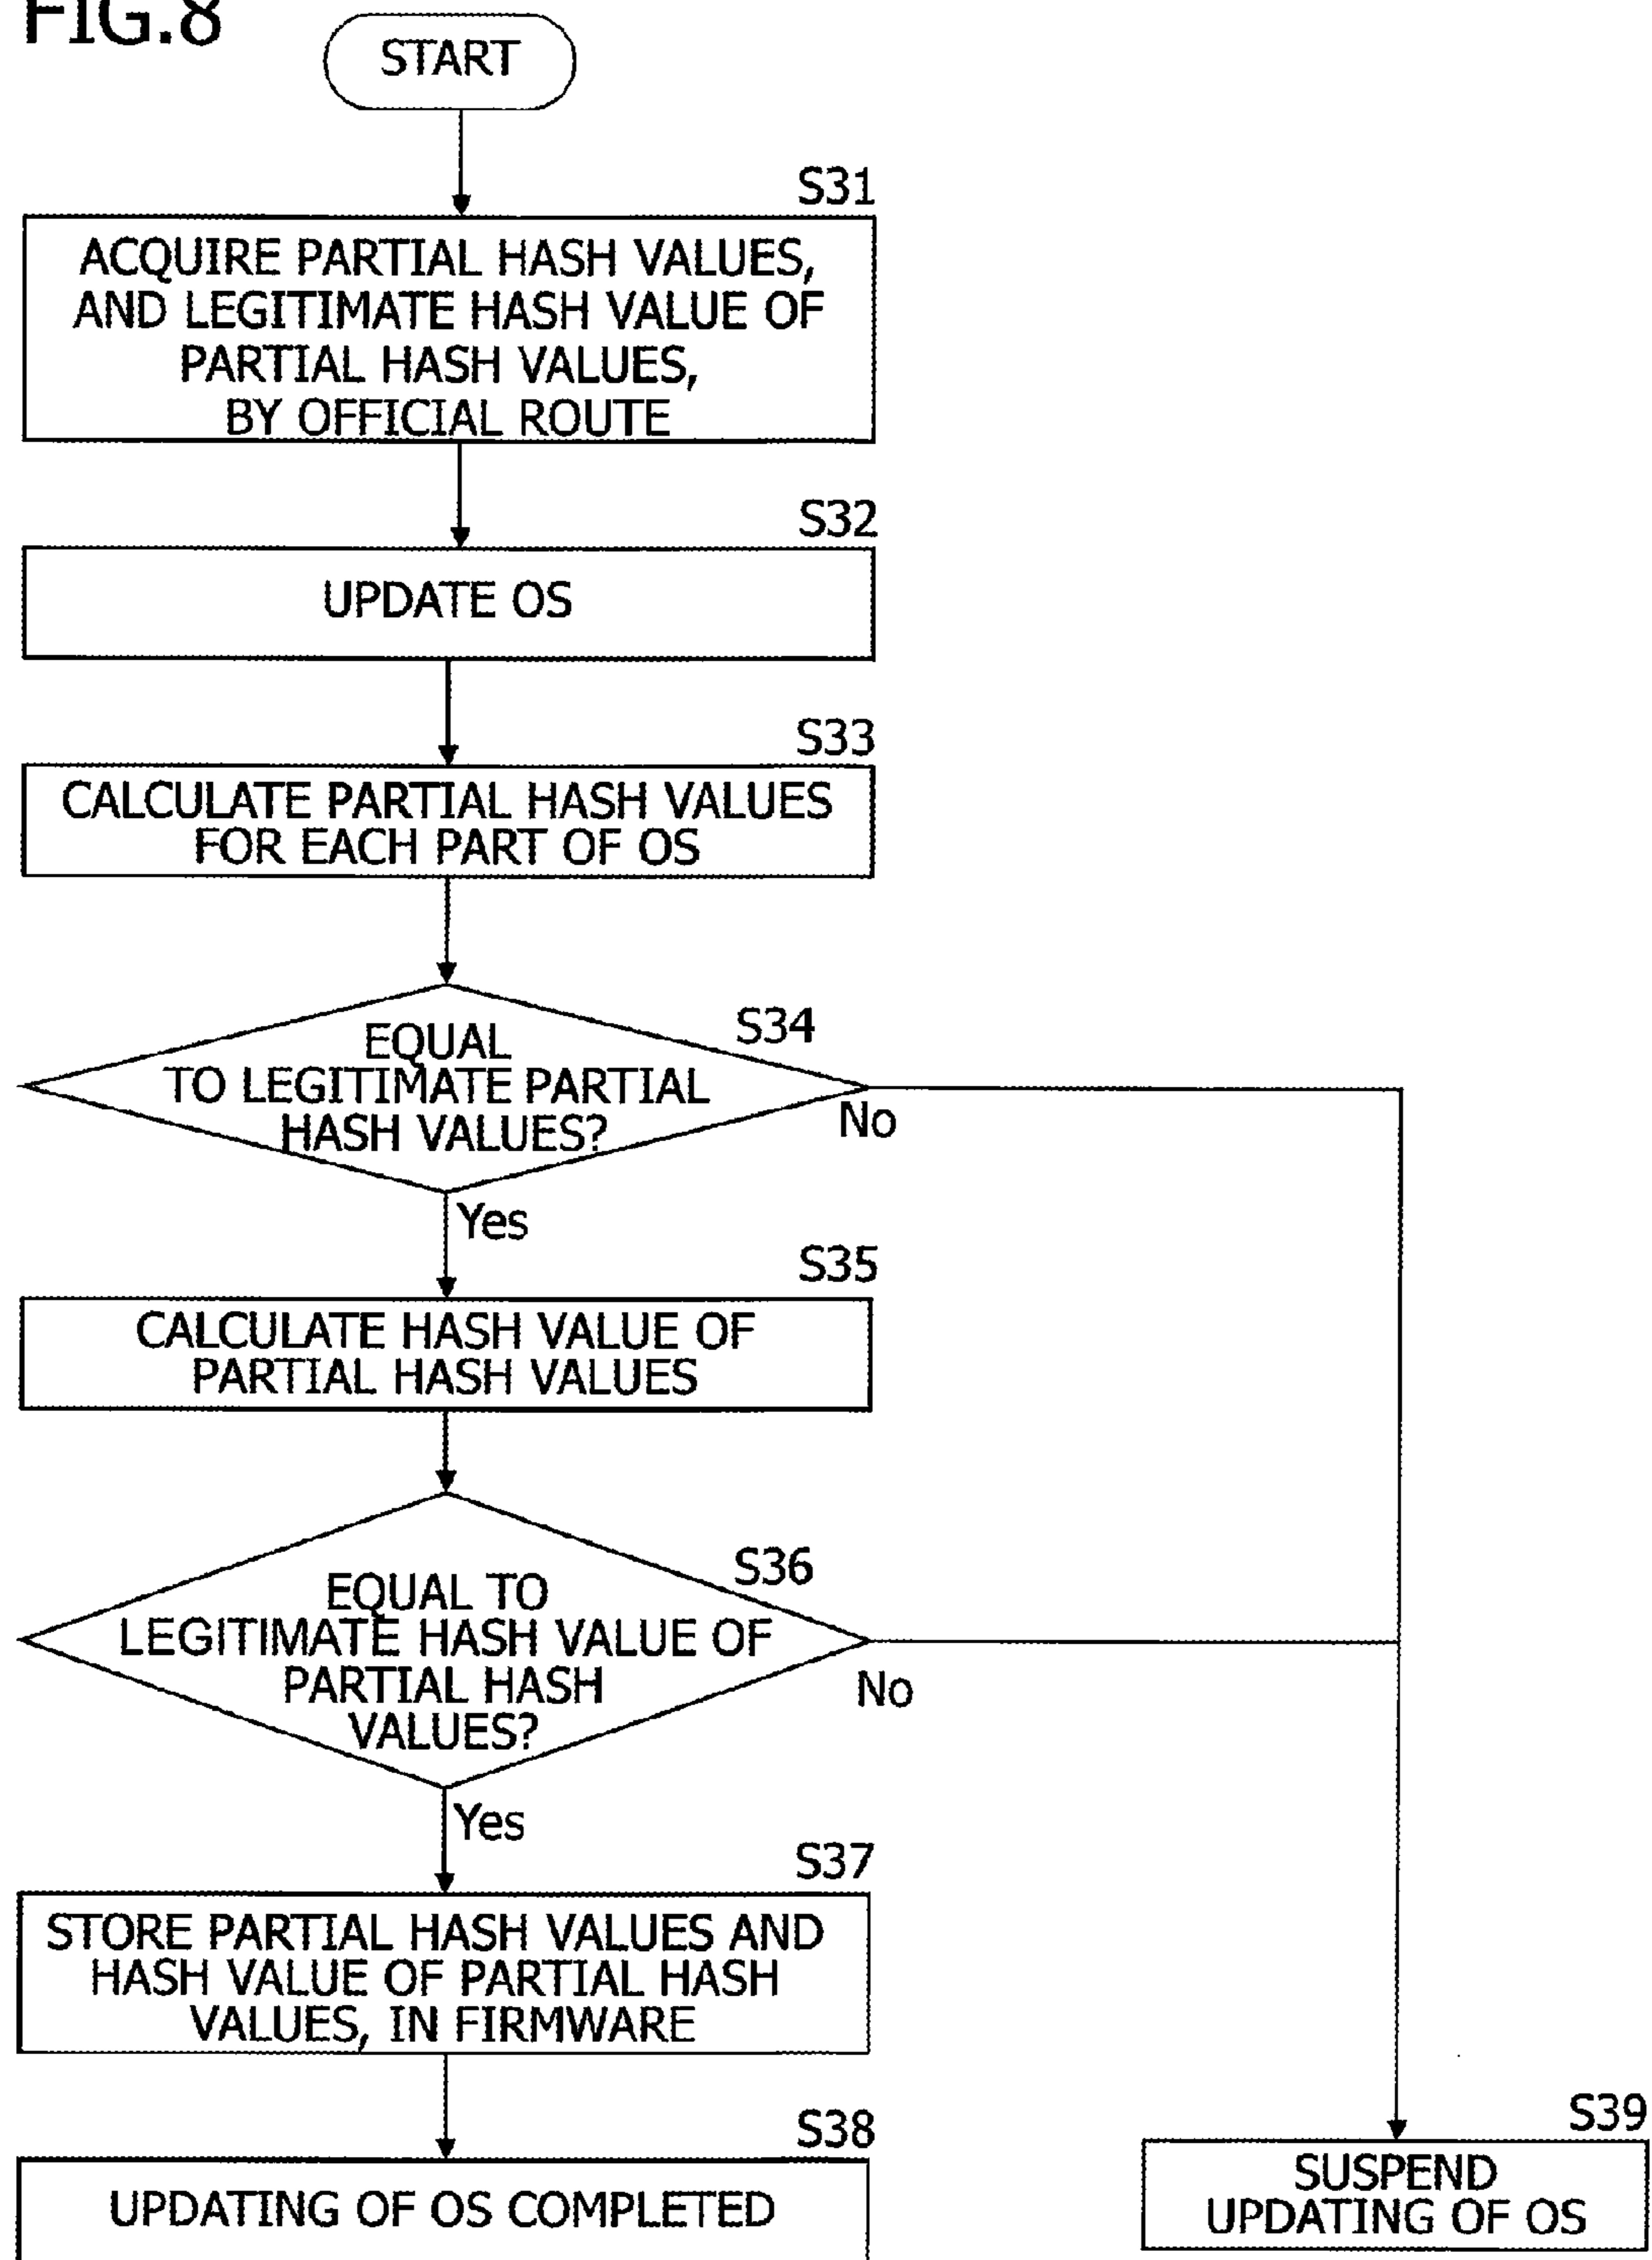 FIG.8
START
S31
ACQUIRE PARTIAL HASH VALUES,
AND LEGITIMATE HASH VALUE OF
PARTIAL HASH VALUES,
BY OFFICIAL ROUTE
S32
UPDATE OS
S33
CALCULATE PARTIAL HASH VALUES
FOR EACH PART OF OS
S34
EQUAL
TO LEGITIMATE PARTIAL
HASH VALUES?
No
Yes
S35
CALCULATE HASH VALUE OF
PARTIAL HASH VALUES
S36
EQUAL TO
LEGITIMATE HASH VALUE OF
PARTIAL HASH
VALUES?
No
Yes
S37
STORE PARTIAL HASH VALUES AND
HASH VALUE OF PARTIAL HASH
VALUES, IN FIRMWARE
S38
UPDATING OF OS COMPLETED
S39
SUSPEND
UPDATING OF OS